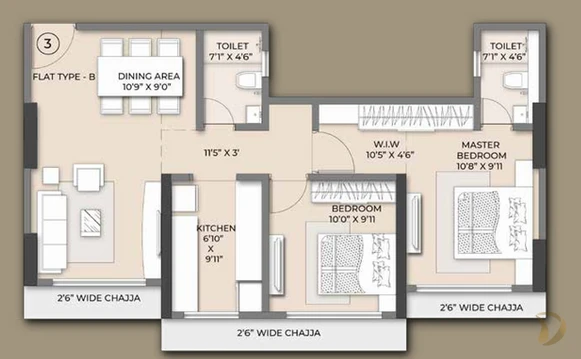 3
FLAT TYPE - B
DINING AREA
10'9" X 9'0"
TOILET
7'1" X 4'6"
TOILET
7'1" X 4'6"
11'5" X 3'
W.I.W
10'5" X 4'6"
MASTER
BEDROOM
10'8" X 9'11
KITCHEN
6'10"
X
9'11"
BEDROOM
10'0" X 9'11
2'6" WIDE CHAJJA
2'6" WIDE CHAJJA
2'6" WIDE CHAJJA